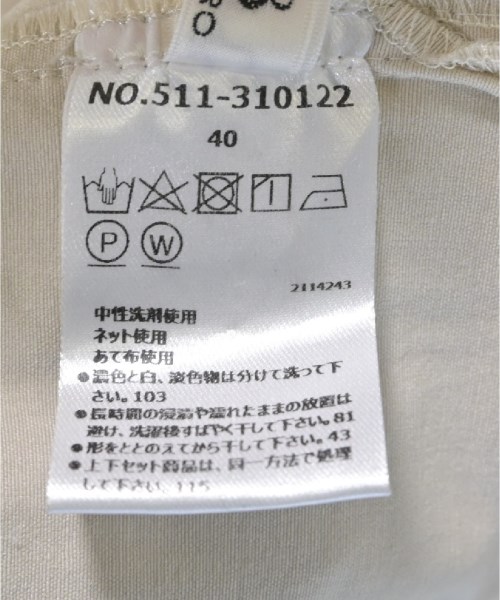 NO.511-310122
40
P W
2114243
中性洗剤使用
ネット使用
あて布使用
●濃色と白、淡色物は分けて洗って下
さい。103
●長時間の浸漬や濡れたままの放置は
避け、洗濯後すばやく干して下さい。81
●形をととのえてから干して下さい。43
●上下セット商品は、同一方法で処理
して下さい。115